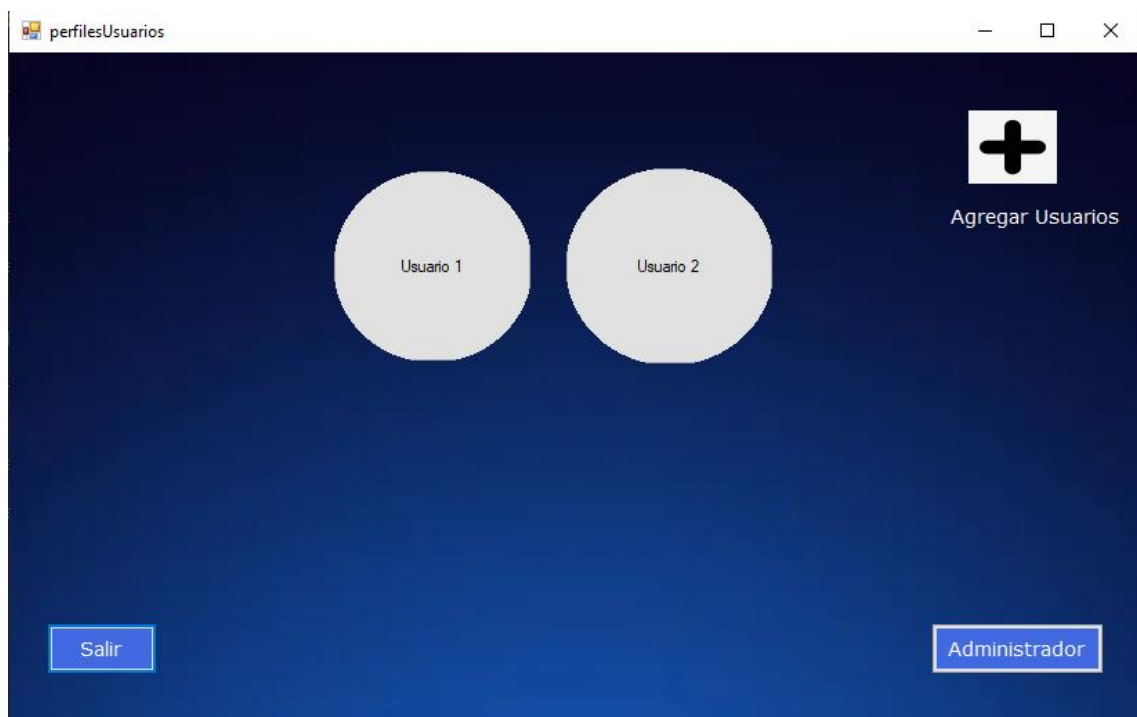 perfilesUsuarios
Agregar Usuarios
Usuario 1
Usuario 2
Salir
Administrador